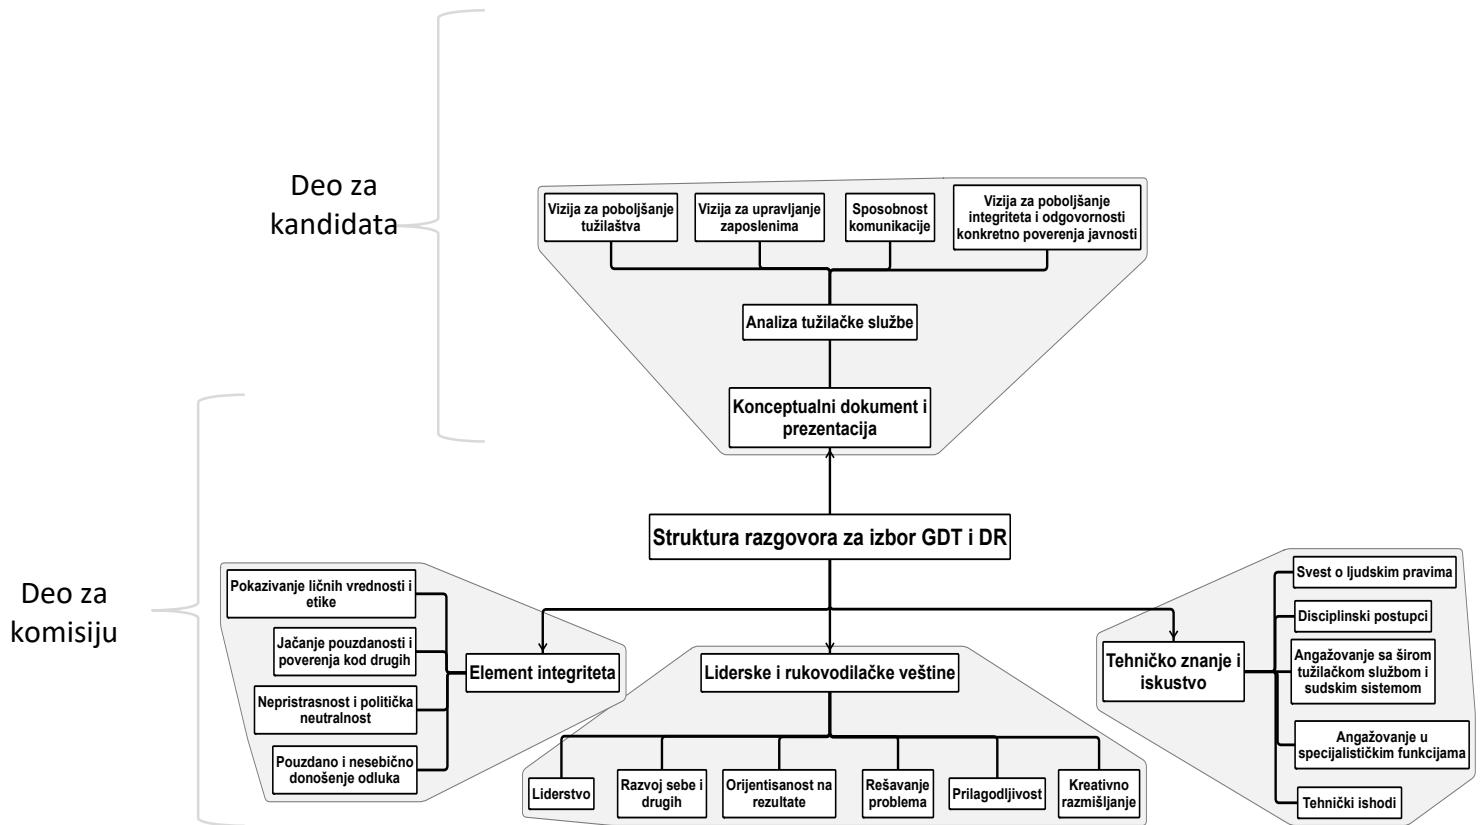 Deo za
kandidata
Vizija za poboljšanje
tužilaštva
Vizija za upravljanje
zaposlenima
Sposobnost
komunikacije
Vizija za poboljšanje
integriteta i odgovornosti
konkretno poverenja javnosti
Analiza tužilačke službe
Konceptualni dokument i
prezentacija
Struktura razgovora za izbor GDT i DR
Deo za
komisiju
Pokazivanje ličnih vrednosti i
etike
Jačanje pouzdanosti i
poverenja kod drugih
Nepristrasnost i politička
neutralnost
Pouzdano i nesebično
donošenje odluka
Element integriteta
Liderske i rukovodilačke veštine
Liderstvo
Razvoj sebe i
drugih
Orijentisanost na
rezultate
Rešavanje
problema
Prilagodljivost
Kreativno
razmišljanje
Tehničko znanje i
iskustvo
Svest o ljudskim pravima
Disciplinski postupci
Angažovanje sa širom
tužilačkom službom i
sudskim sistemom
Angažovanje u
specijalističkim funkcijama
Tehnički ishodi